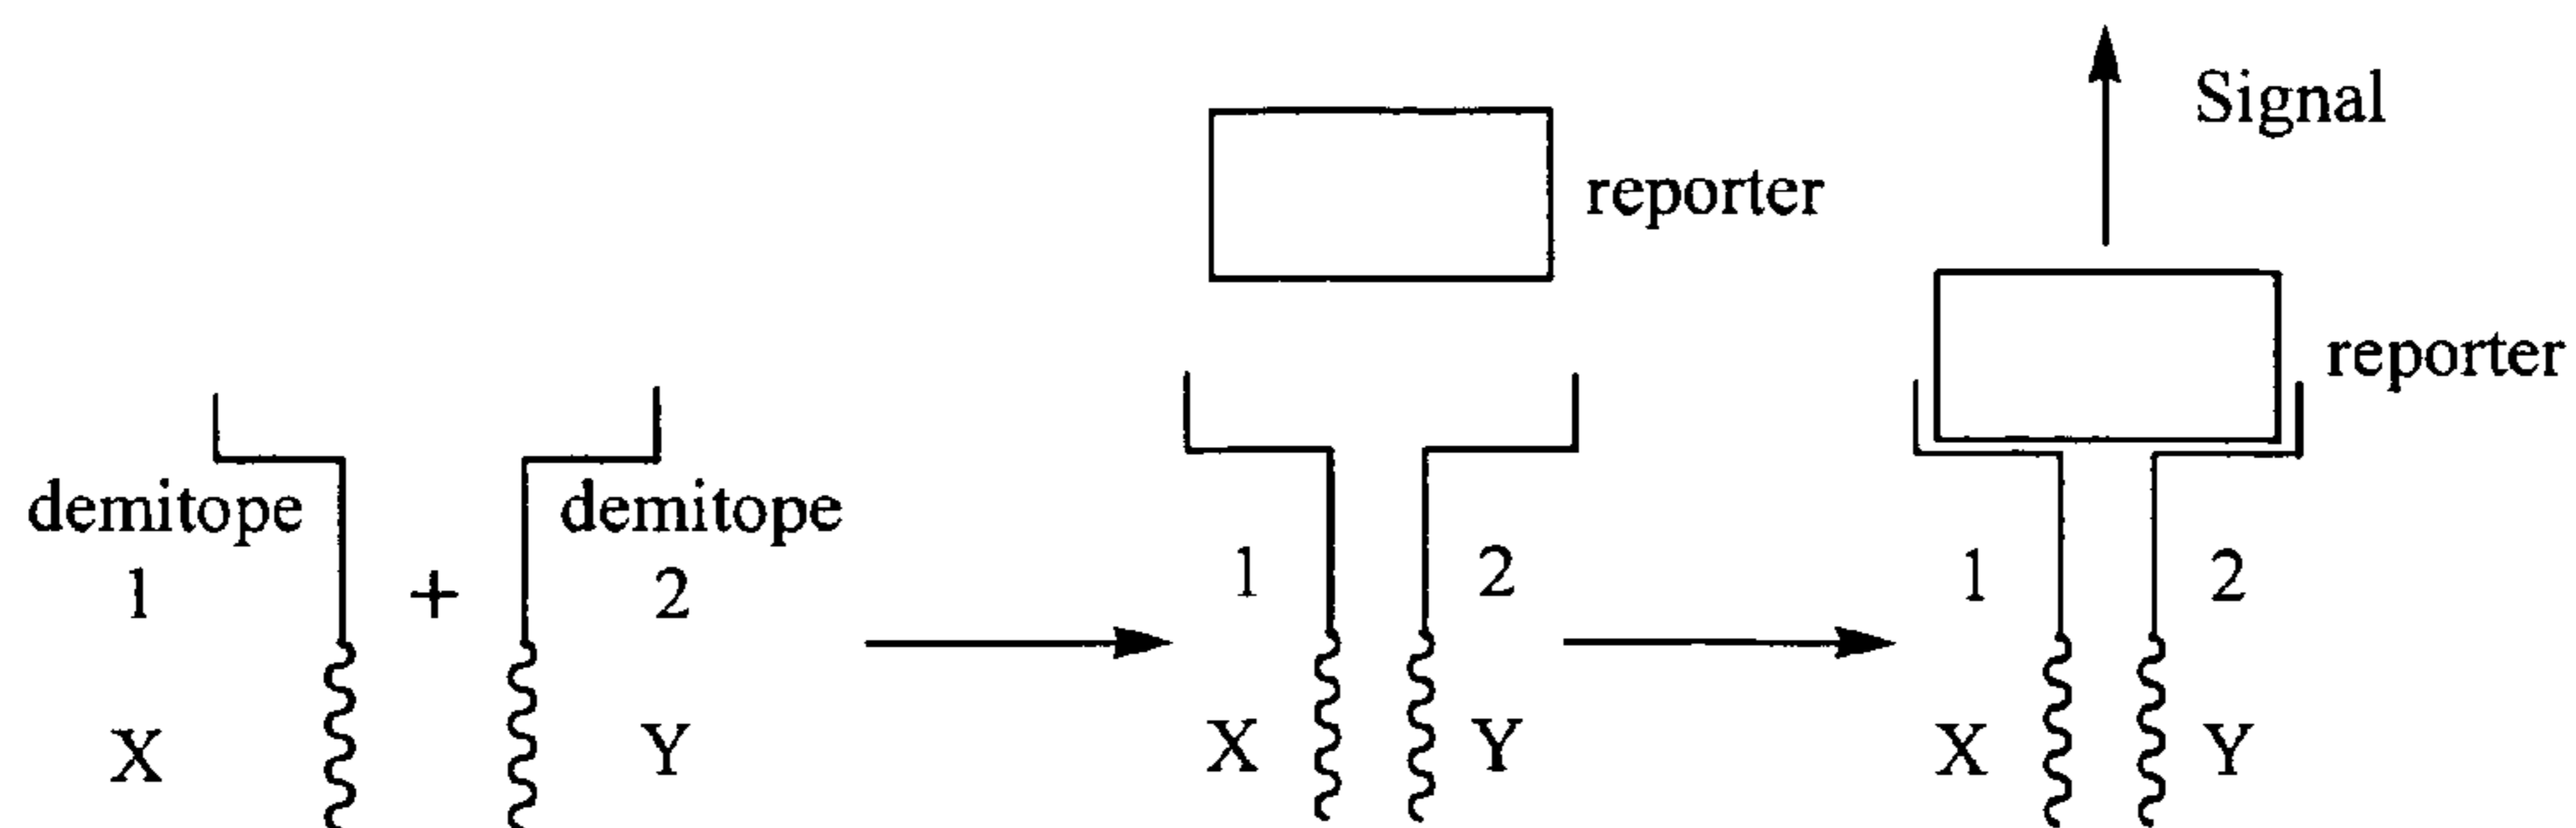 demitope
1
X
+
demitope
2
Y
reporter
1
2
X
Y
Signal
reporter
1
2
X
Y